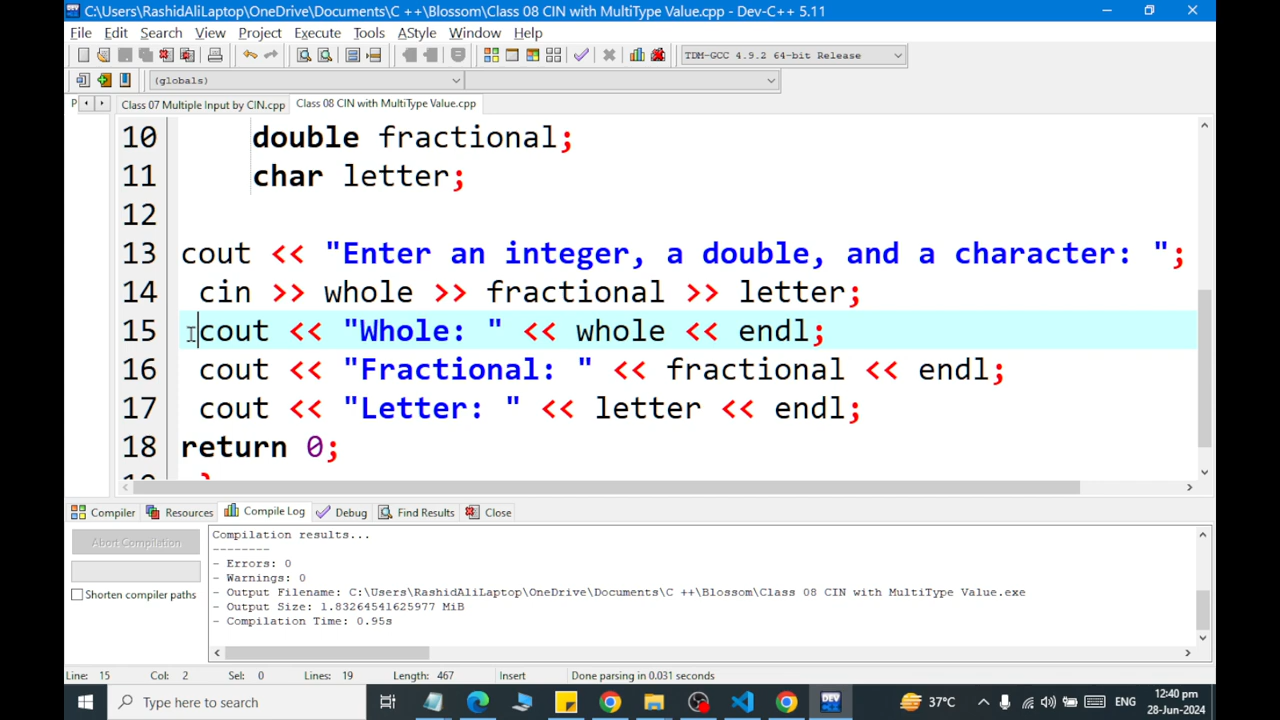 C:\Users\RashidAliLaptop\OneDrive\Documents\C ++\Blossom\Class 08 CIN with MultiType Value.cpp - Dev-C++ 5.11
File Edit Search View Project Execute Tools AStyle Window Help
TDM-GCC 4.9.2 64-bit Release
(globals)
P Class 07 Multiple Input by CIN.cpp Class 08 CIN with MultiType Value.cpp
10 double fractional;
11 char letter;
12
13 cout << "Enter an integer, a double, and a character: ";
14 cin >> whole >> fractional >> letter;
15 cout << "Whole: " << whole << endl;
16 cout << "Fractional: " << fractional << endl;
17 cout << "Letter: " << letter << endl;
18 return 0;
19 }
Compiler Resources Compile Log Debug Find Results Close
Abort Compilation
Shorten compiler paths
Compilation results...
--------
- Errors: 0
- Warnings: 0
- Output Filename: C:\Users\RashidAliLaptop\OneDrive\Documents\C ++\Blossom\Class 08 CIN with MultiType Value.exe
- Output Size: 1.83264541625977 MiB
- Compilation Time: 0.95s
Line: 15 Col: 2 Sel: 0 Lines: 19 Length: 467 Insert Done parsing in 0.031 seconds
Type here to search
DEV
37°C
ENG
12:40 pm
28-Jun-2024